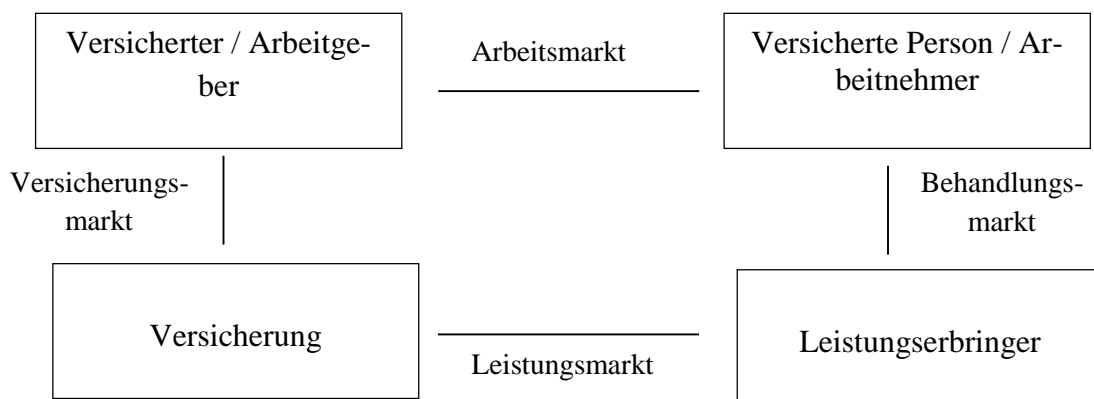 Versicherter / Arbeitge-
ber
Arbeitsmarkt
Versicherte Person / Ar-
beitnehmer
Versicherungs-
markt
Behandlungs-
markt
Versicherung
Leistungsmarkt
Leistungserbringer